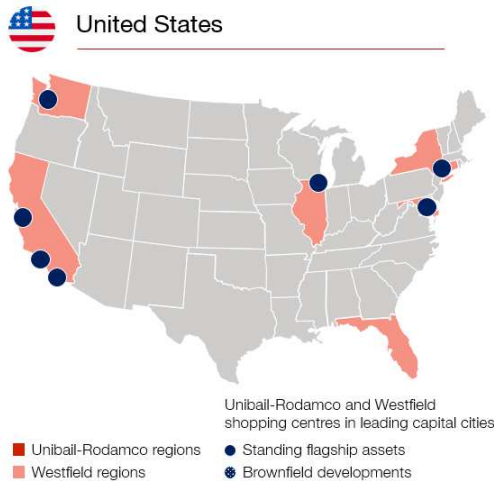 United States
Unibail-Rodamco and Westfield
shopping centres in leading capital cities
Unibail-Rodamco regions
Standing flagship assets
Westfield regions
Brownfield developments